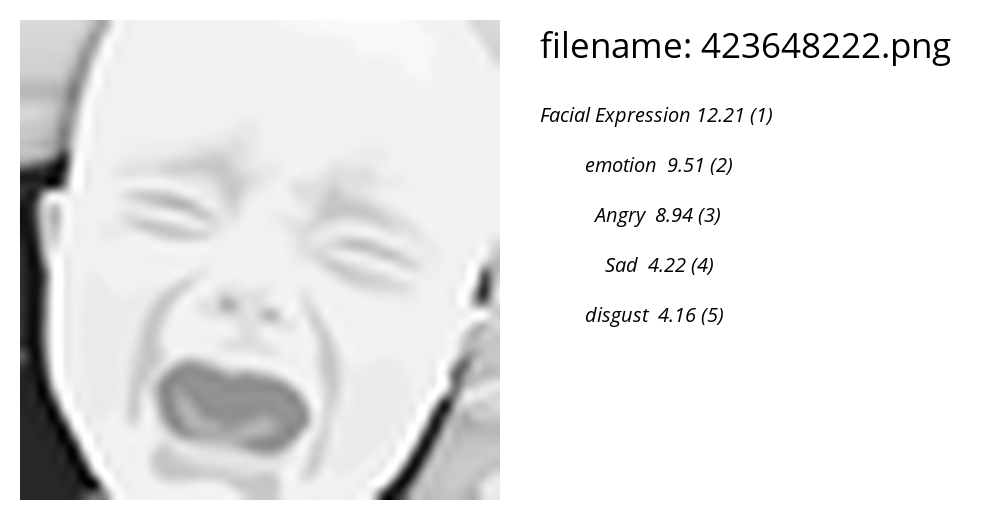 filename: 423648222.png
Facial Expression 12.21 (1)
emotion 9.51 (2)
Angry 8.94 (3)
Sad 4.22 (4)
disgust 4.16 (5)